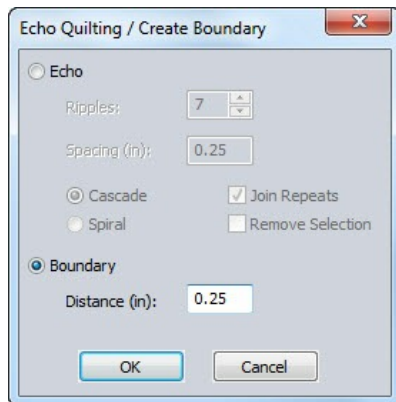 Echo Quilting / Create Boundary
Echo
Ripples: 7
Spacing (in): 0.25
Cascade Join Repeats
Spiral Remove Selection
Boundary
Distance (in): 0.25
OK Cancel